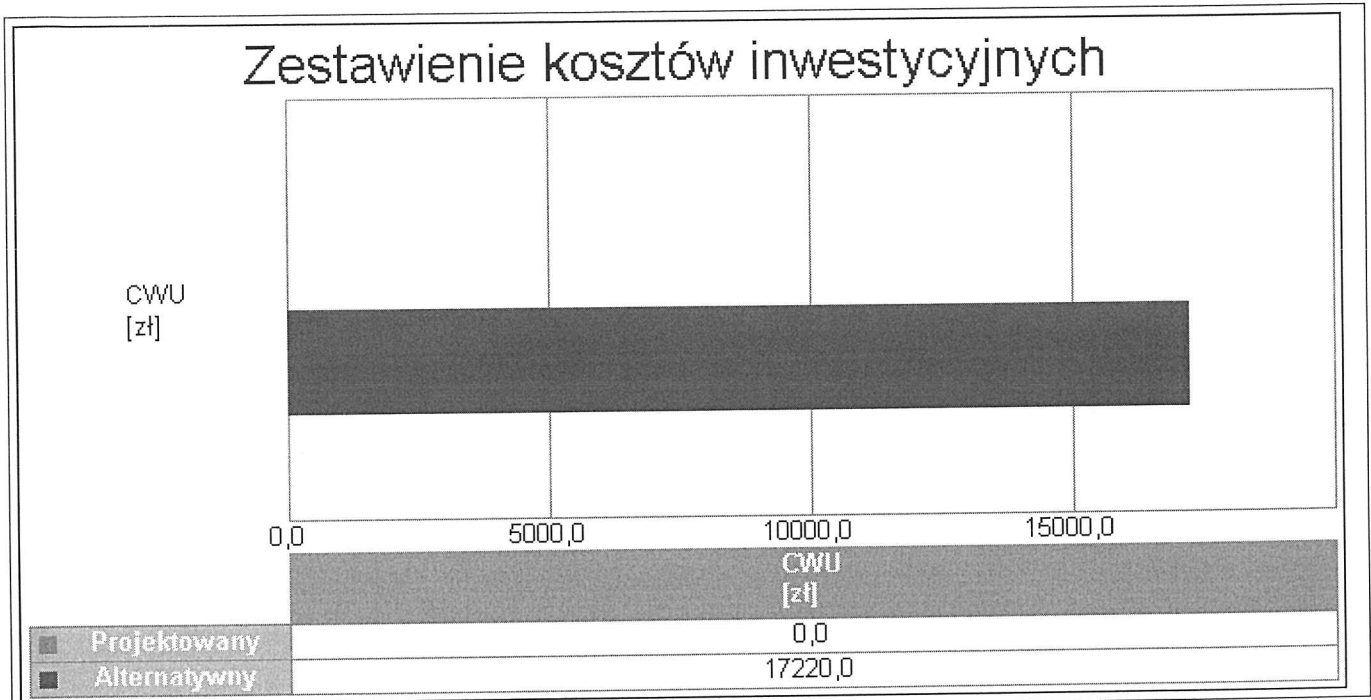 Zestawienie kosztów inwestycyjnych
CWU
[zł]
0,0 5000,0 10000,0 15000,0
CWU
[zł]
Projektowany 0,0
Alternatywny 17220,0